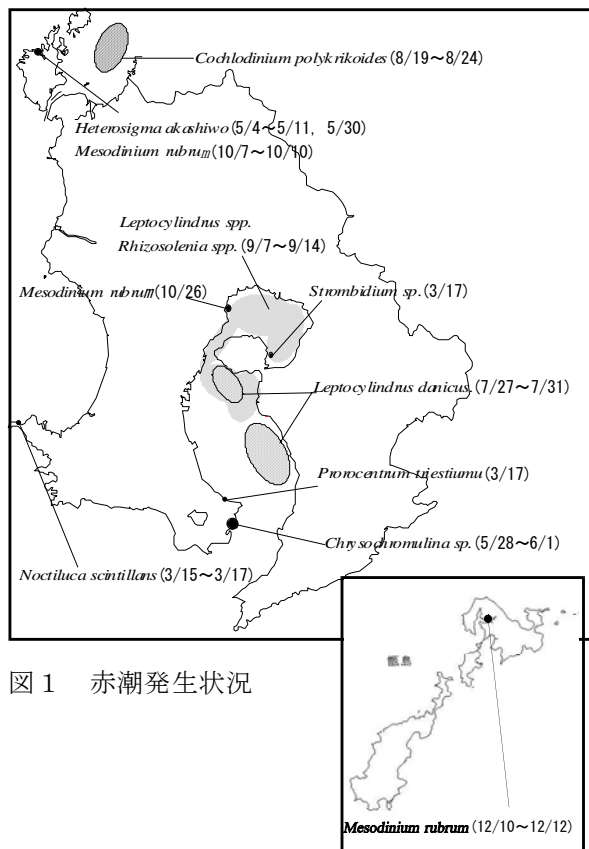 Cochlodinium polykrikoides (8/19～8/24)
Heterosigma akashiwo (5/4～5/11, 5/30)
Mesodinium rubrum (10/7～10/10)
Leptocylindrus spp.
Rhizosolenia spp. (9/7～9/14)
Mesodinium rubrum (10/26)
Strombidium sp. (3/17)
Leptocylindrus danicus. (7/27～7/31)
Prorocentrum triestiumu (3/17)
Chrysochromulina sp. (5/28～6/1)
Noctiluca scintillans (3/15～3/17)
甑島
Mesodinium rubrum (12/10～12/12)
図１　赤潮発生状況